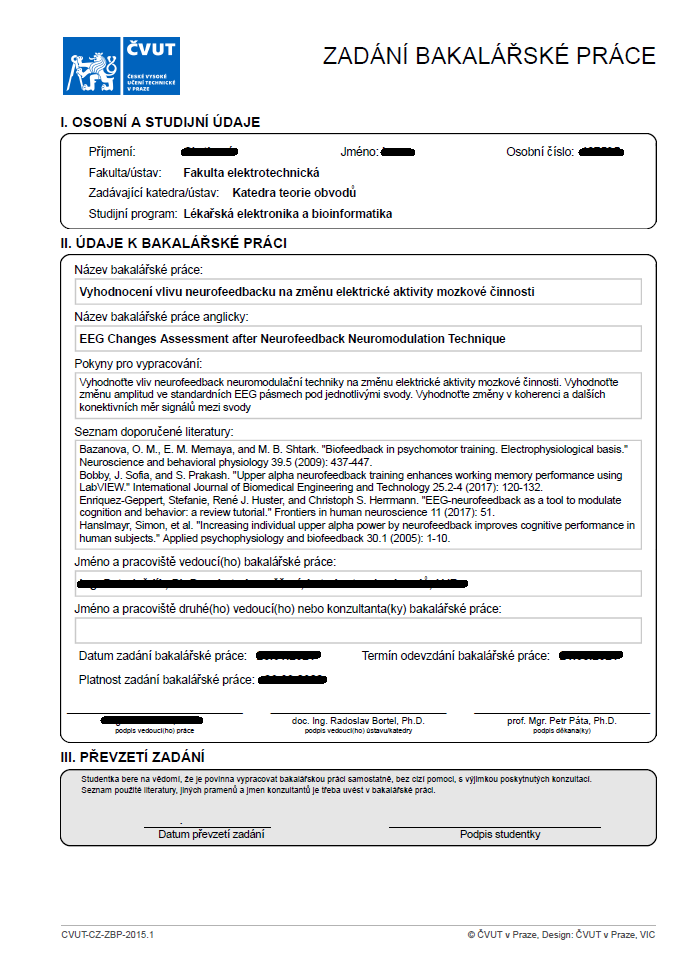 ČVUT
ČESKÉ VYSOKÉ
UČENÍ TECHNICKÉ
V PRAZE
ZADÁNÍ BAKALÁŘSKÉ PRÁCE
I. OSOBNÍ A STUDIJNÍ ÚDAJE
Příjmení: Jméno: Osobní číslo:
Fakulta/ústav: Fakulta elektrotechnická
Zadávající katedra/ústav: Katedra teorie obvodů
Studijní program: Lékařská elektronika a bioinformatika
II. ÚDAJE K BAKALÁŘSKÉ PRÁCI
Název bakalářské práce:
Vyhodnocení vlivu neurofeedbacku na změnu elektrické aktivity mozkové činnosti
Název bakalářské práce anglicky:
EEG Changes Assessment after Neurofeedback Neuromodulation Technique
Pokyny pro vypracování:
Vyhodnoťte vliv neurofeedback neuromodulační techniky na změnu elektrické aktivity mozkové činnosti. Vyhodnoťte
změnu amplitud ve standardních EEG pásmech pod jednotlivými svody. Vyhodnoťte změny v koherenci a dalších
konektivních měr signálů mezi svody
Seznam doporučené literatury:
Bazanova, O. M., E. M. Mernaya, and M. B. Shtark. "Biofeedback in psychomotor training. Electrophysiological basis."
Neuroscience and behavioral physiology 39.5 (2009): 437-447.
Bobby, J. Sofia, and S. Prakash. "Upper alpha neurofeedback training enhances working memory performance using
LabVIEW." International Journal of Biomedical Engineering and Technology 25.2-4 (2017): 120-132.
Enriquez-Geppert, Stefanie, René J. Huster, and Christoph S. Herrmann. "EEG-neurofeedback as a tool to modulate
cognition and behavior: a review tutorial." Frontiers in human neuroscience 11 (2017): 51.
Hanslmayr, Simon, et al. "Increasing individual upper alpha power by neurofeedback improves cognitive performance in
human subjects." Applied psychophysiology and biofeedback 30.1 (2005): 1-10.
Jméno a pracoviště vedoucí(ho) bakalářské práce:
Jméno a pracoviště druhé(ho) vedoucí(ho) nebo konzultanta(ky) bakalářské práce:
Datum zadání bakalářské práce: Termín odevzdání bakalářské práce:
Platnost zadání bakalářské práce:
doc. Ing. Radoslav Bortel, Ph.D. prof. Mgr. Petr Páta, Ph.D.
podpis vedoucí(ho) práce podpis vedoucí(ho) ústavu/katedry podpis děkana(ky)
III. PŘEVZETÍ ZADÁNÍ
Studentka bere na vědomí, že je povinna vypracovat bakalářskou práci samostatně, bez cizí pomoci, s výjimkou poskytnutých konzultací.
Seznam použité literatury, jiných pramenů a jmen konzultantů je třeba uvést v bakalářské práci.
Datum převzetí zadání Podpis studentky
CVUT-CZ-ZBP-2015.1 © ČVUT v Praze, Design: ČVUT v Praze, VIC